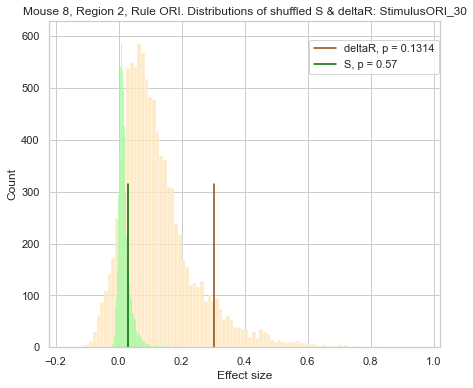 Mouse 8, Region 2, Rule ORI. Distributions of shuffled S & deltaR: StimulusORI_30
deltaR, p = 0.1314
S, p = 0.57
600
500
400
300
200
100
0
Count
−0.2 0.0 0.2 0.4 0.6 0.8 1.0
Effect size